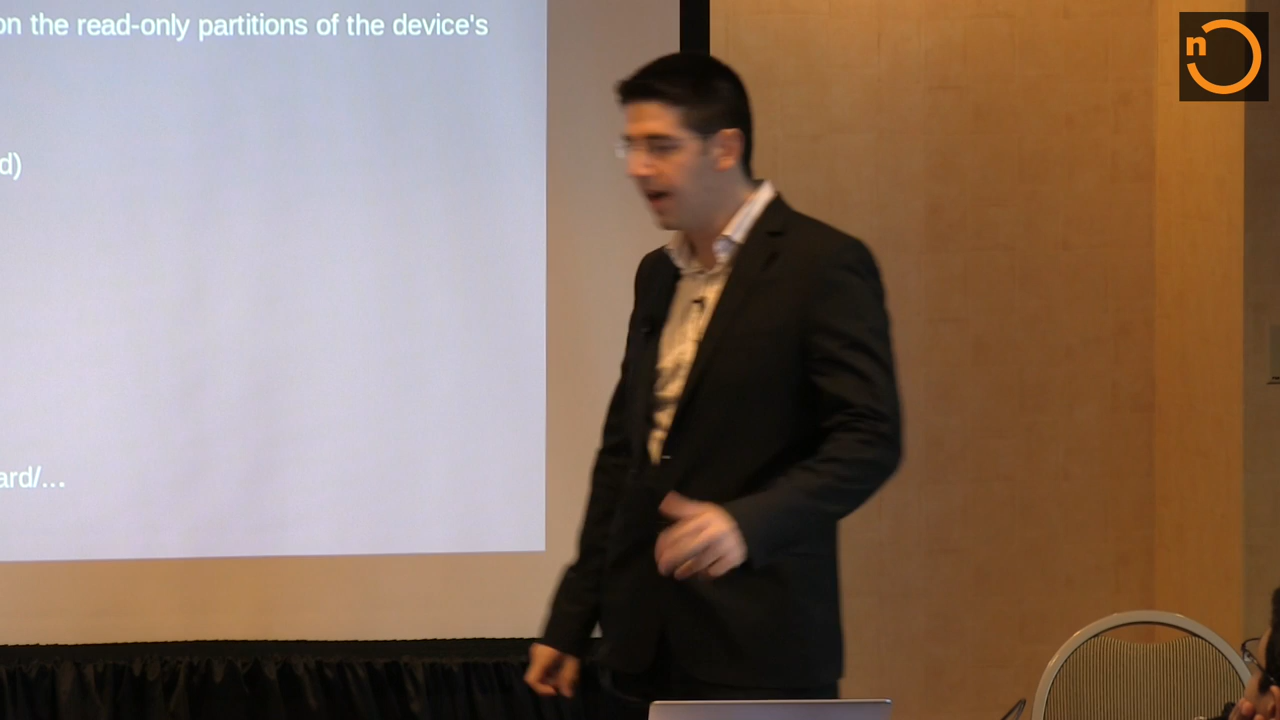 on the read-only partitions of the device's
d)
ard/...
n